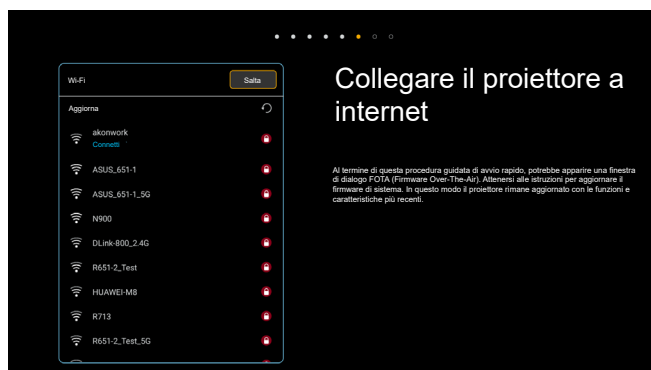 Wi-Fi
Salta
Aggiorna
akonwork
Connetti
ASUS_651-1
ASUS_651-1_5G
N900
DLink-800_2.4G
R651-2_Test
HUAWEI-M8
R713
R651-2_Test_5G
Collegare il proiettore a
internet
Al termine di questa procedura guidata di avvio rapido, potrebbe apparire una finestra
di dialogo FOTA (Firmware Over-The-Air). Attenersi alle istruzioni per aggiornare il
firmware di sistema. In questo modo il proiettore rimane aggiornato con le funzioni e
caratteristiche più recenti.